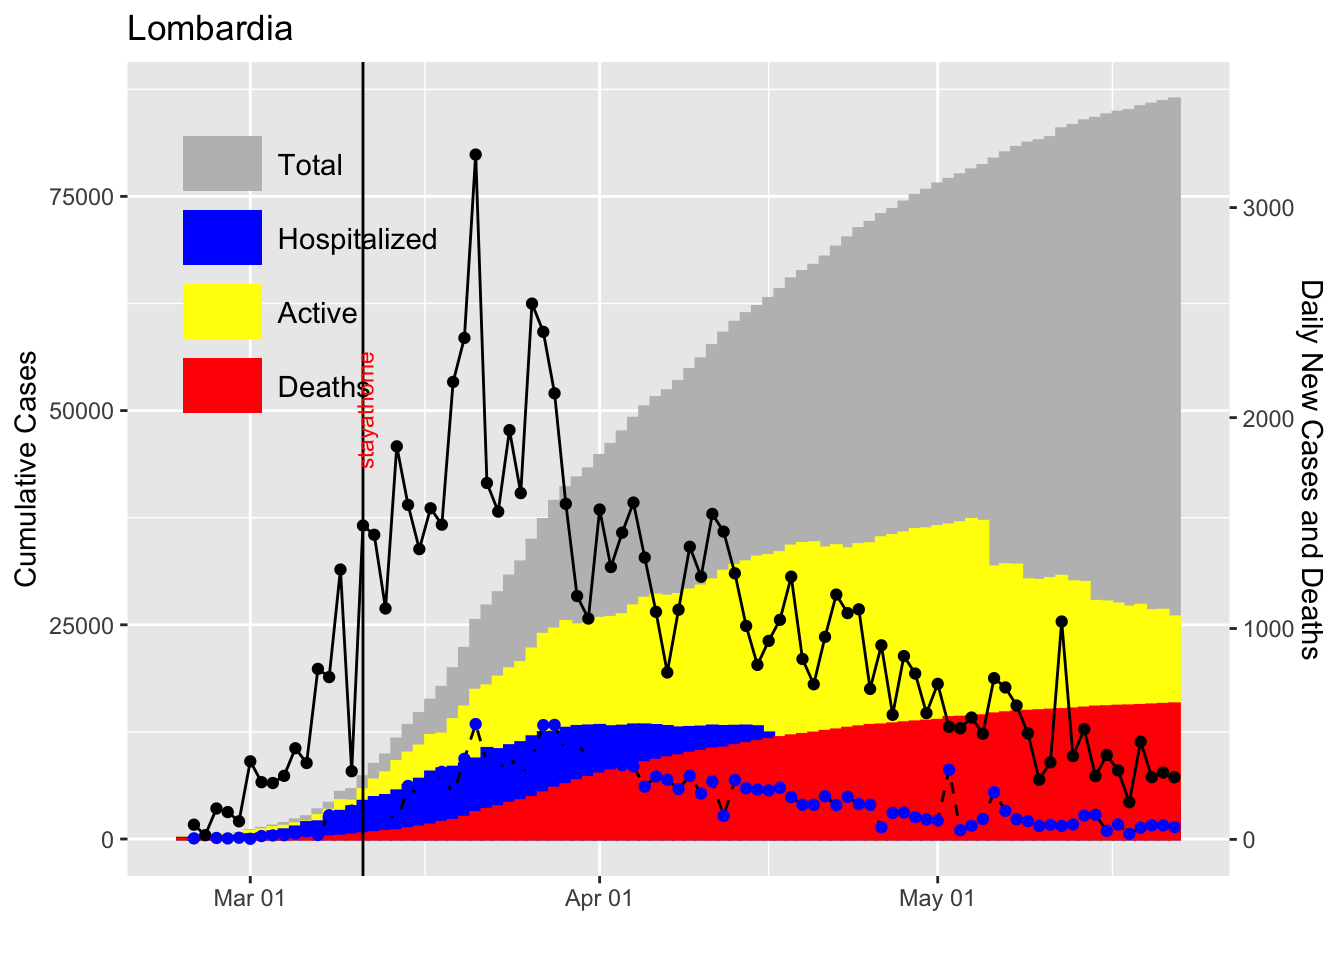 Lombardia
Total
Hospitalized
Active
Deaths
stayathome
Cumulative Cases
75000
50000
25000
0
3000
2000
1000
0
Daily New Cases and Deaths
Mar 01
Apr 01
May 01